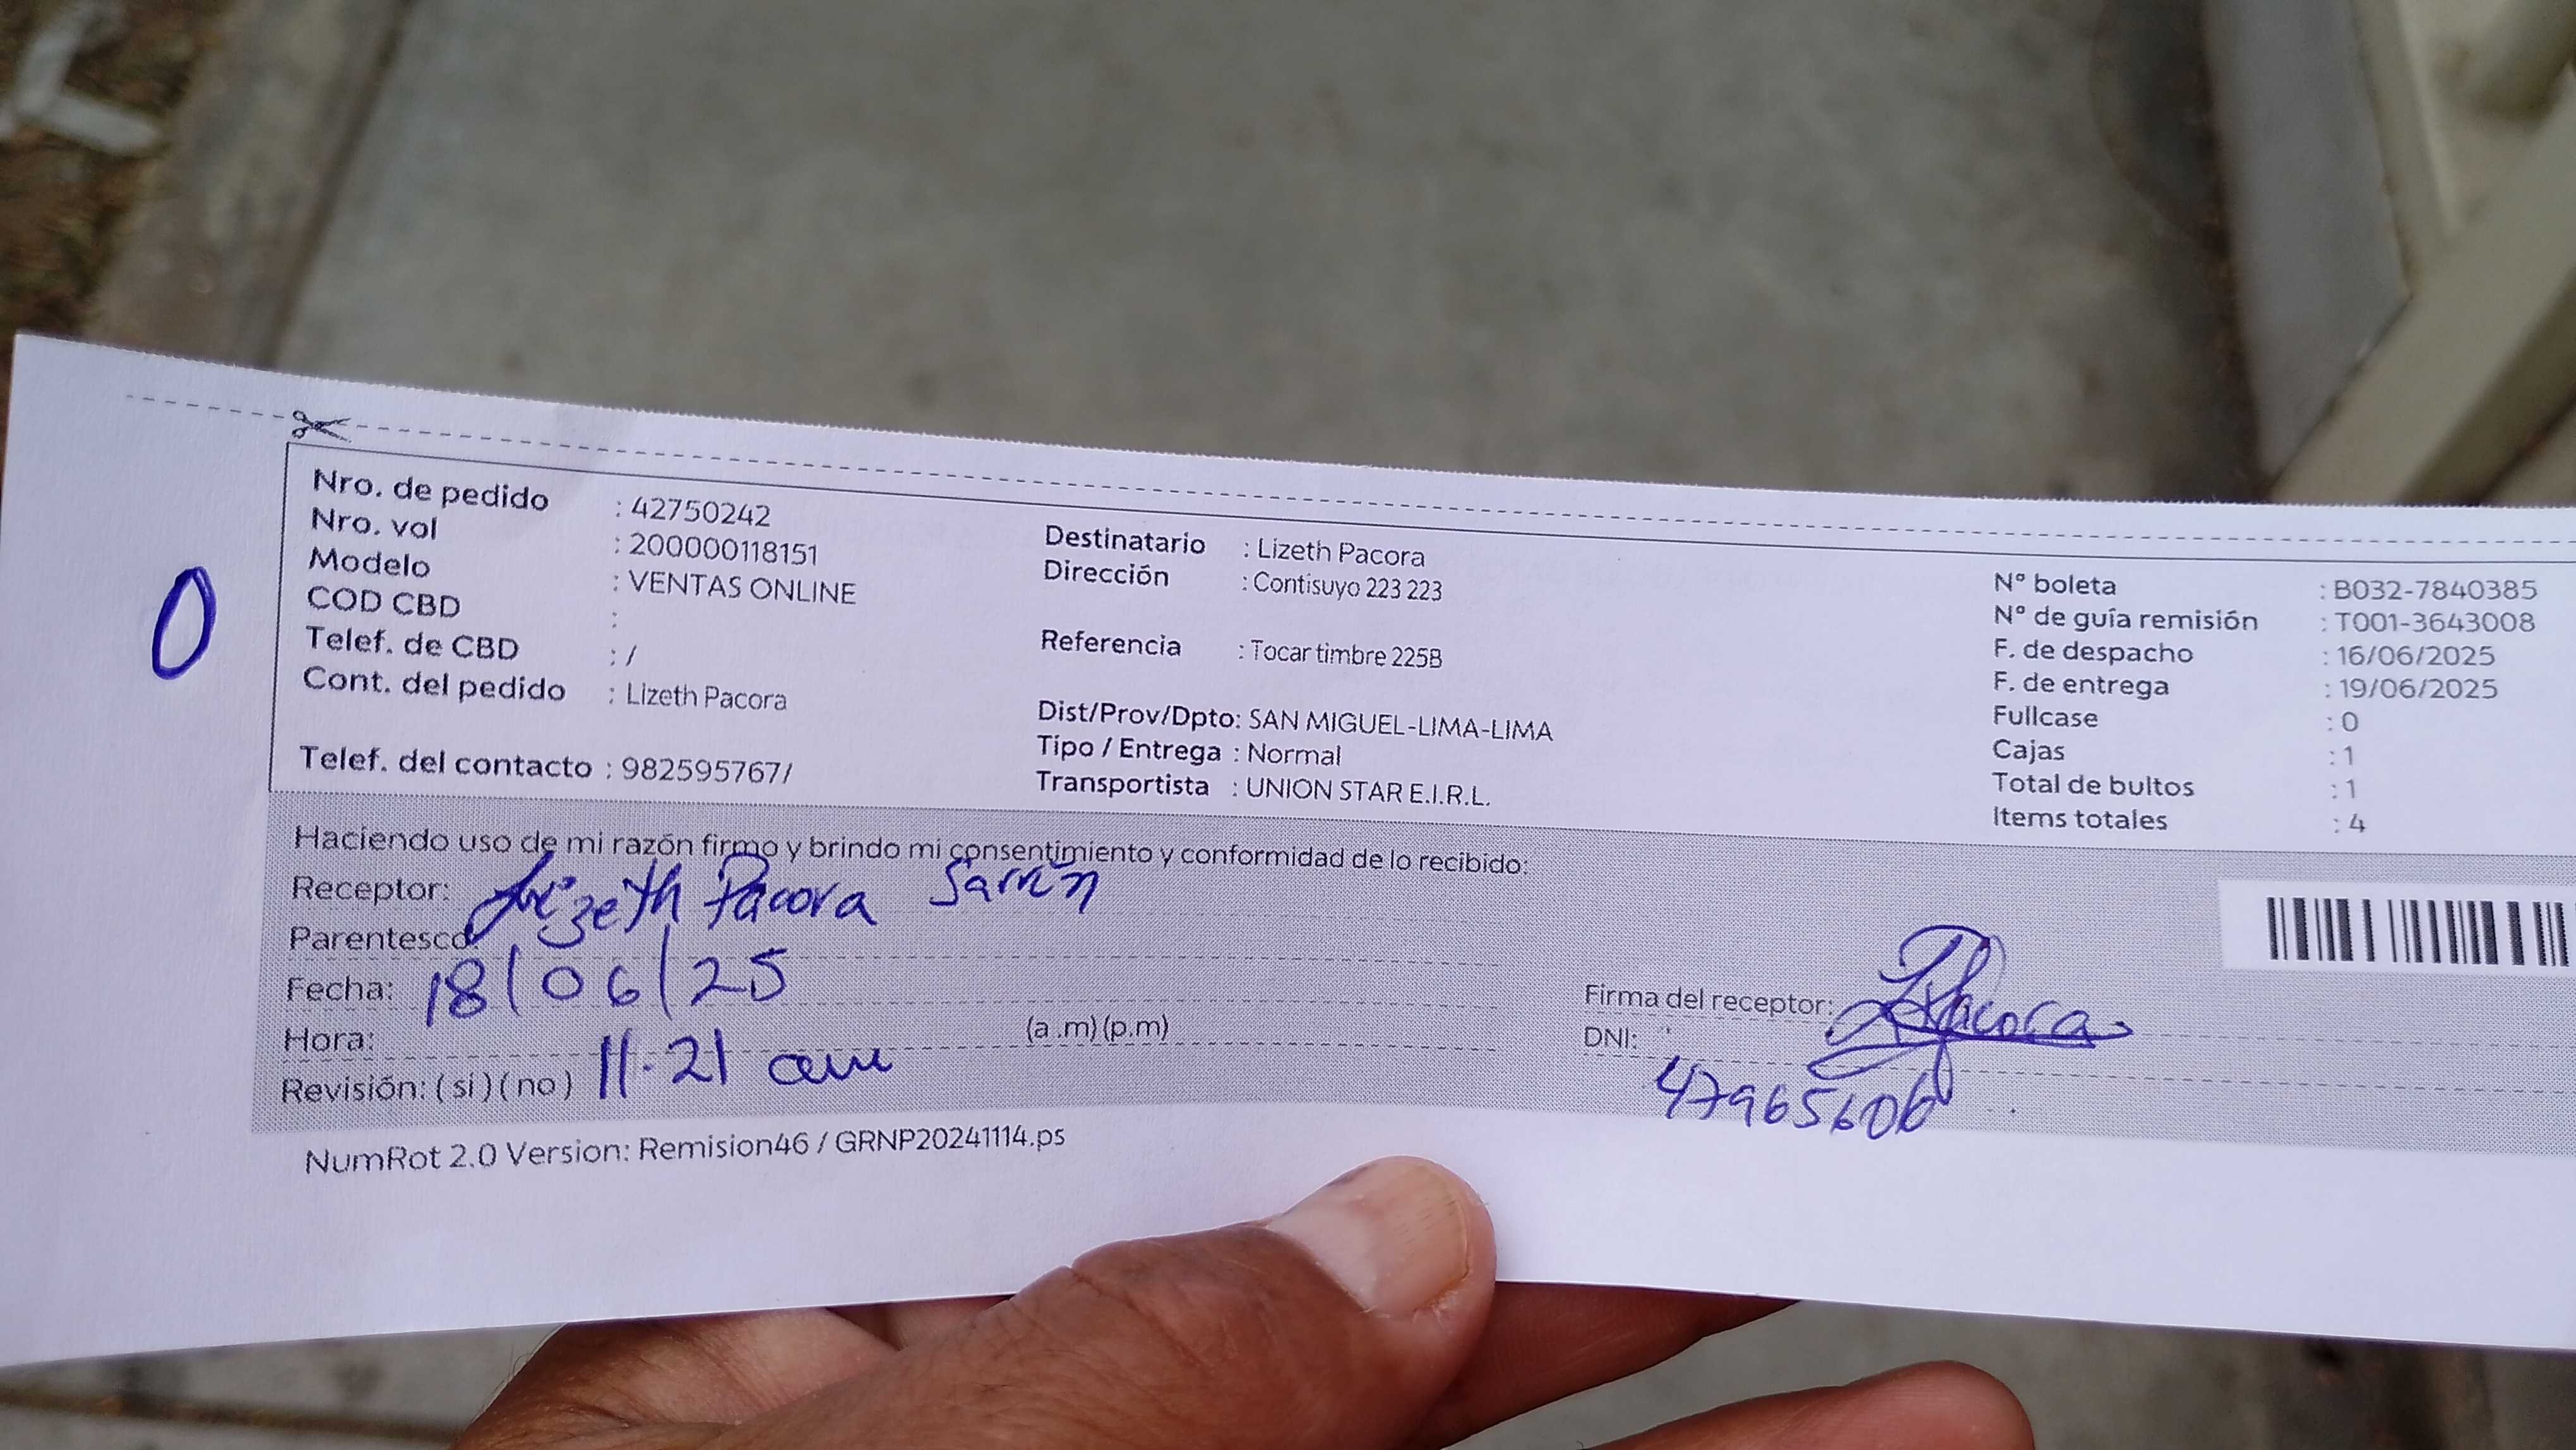 Nro. de pedido : 42750242
Nro. vol : 200000118151
Modelo : VENTAS ONLINE
COD CBD :
Telef. de CBD : /
Cont. del pedido : Lizeth Pacora
Telef. del contacto : 982595767/
Destinatario : Lizeth Pacora
Dirección : Contisuyo 223 223
Referencia : Tocar timbre 225B
Dist/Prov/Dpto: SAN MIGUEL-LIMA-LIMA
Tipo / Entrega : Normal
Transportista : UNION STAR E.I.R.L.
N° boleta : B032-7840385
N° de guía remisión : T001-3643008
F. de despacho : 16/06/2025
F. de entrega : 19/06/2025
Fullcase : 0
Cajas : 1
Total de bultos : 1
Items totales : 4
0
Haciendo uso de mi razón firmo y brindo mi consentimiento y conformidad de lo recibido:
Receptor: Lizeth Pacora
Parentesco:
Fecha: 18/06/25
Hora: 11.21 am (a .m) (p.m)
Revisión: ( si ) ( no )
Firma del receptor: LPacora
DNI: 47965606
NumRot 2.0 Version: Remision46 / GRNP20241114.ps